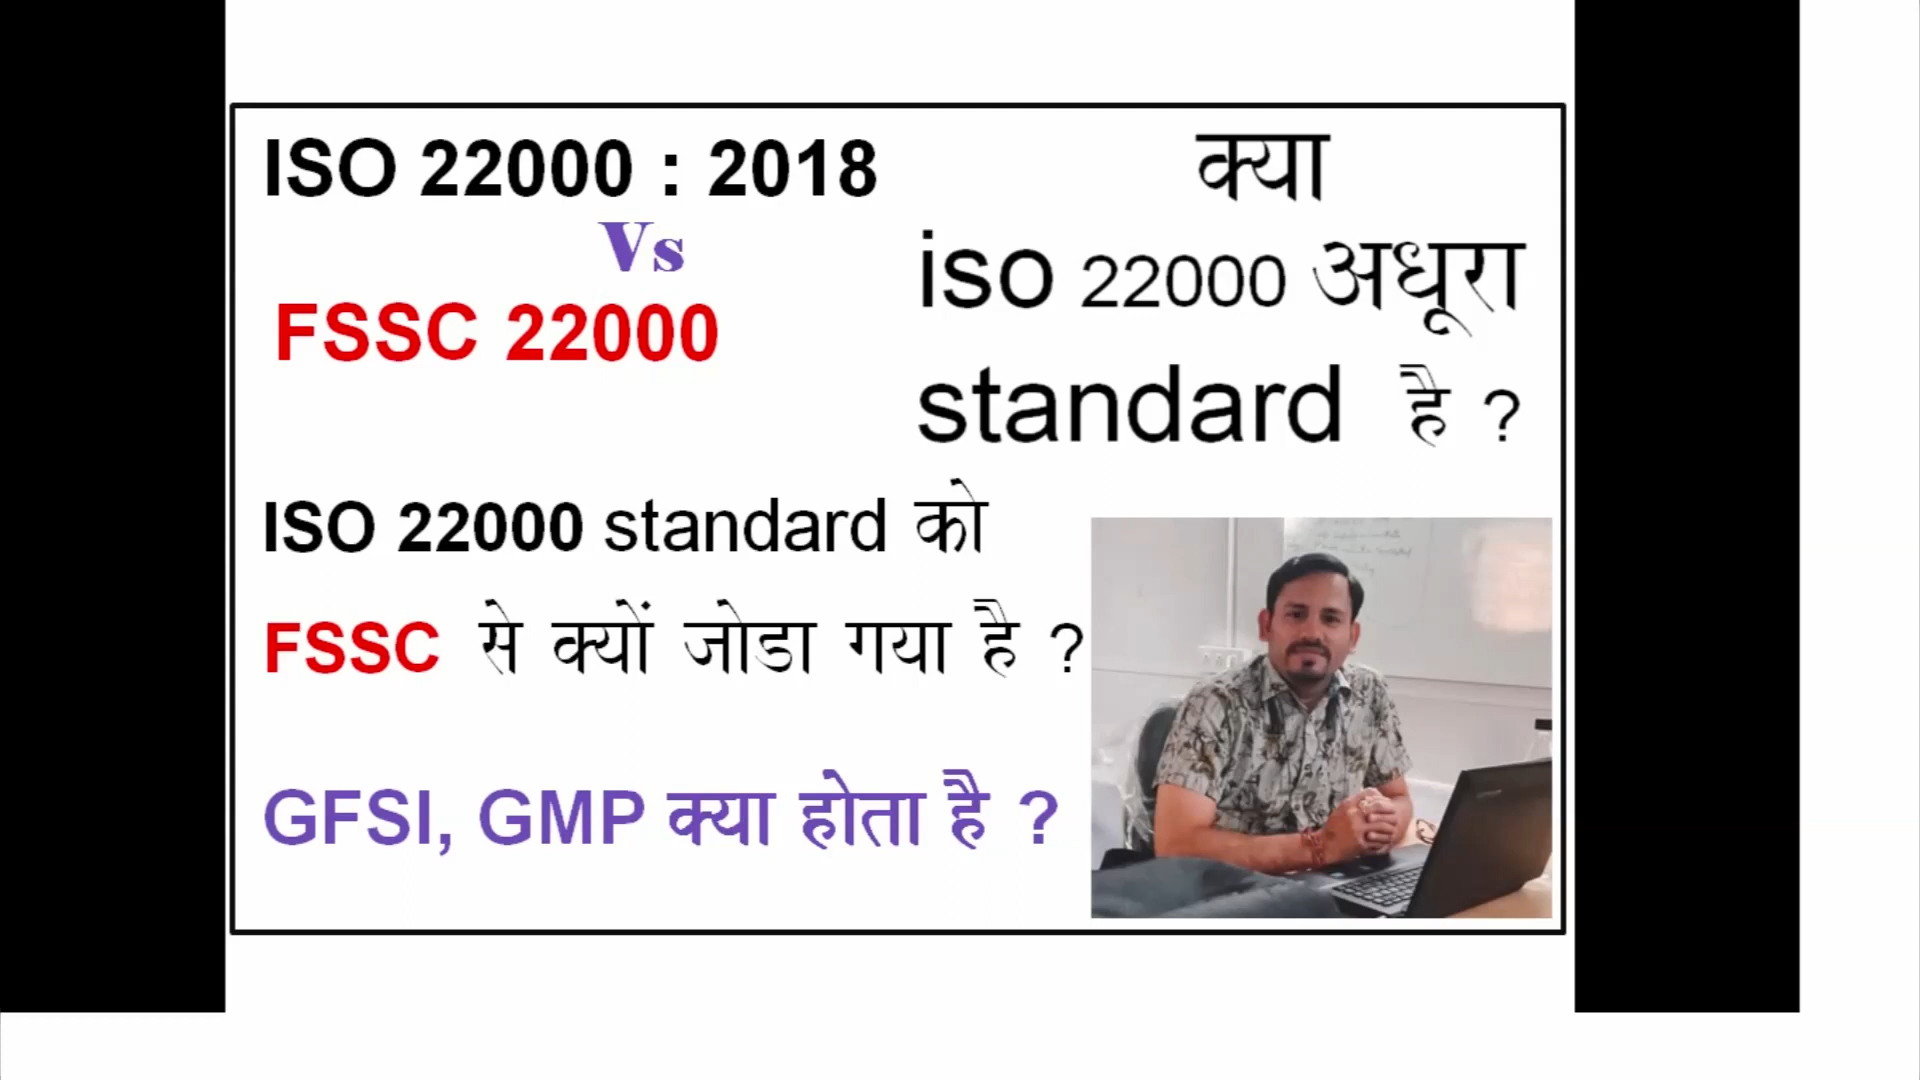 ISO 22000 : 2018
Vs
FSSC 22000
क्या
iso 22000 अधूरा
standard है ?
ISO 22000 standard को
FSSC से क्यों जोडा गया है ?
GFSI, GMP क्या होता है ?